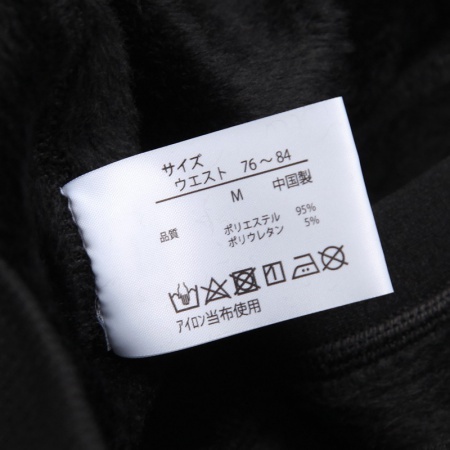 サイズ
ウエスト 76～84
M 中国製
品質 ポリエステル 95%
ポリウレタン 5%
アイロン当布使用